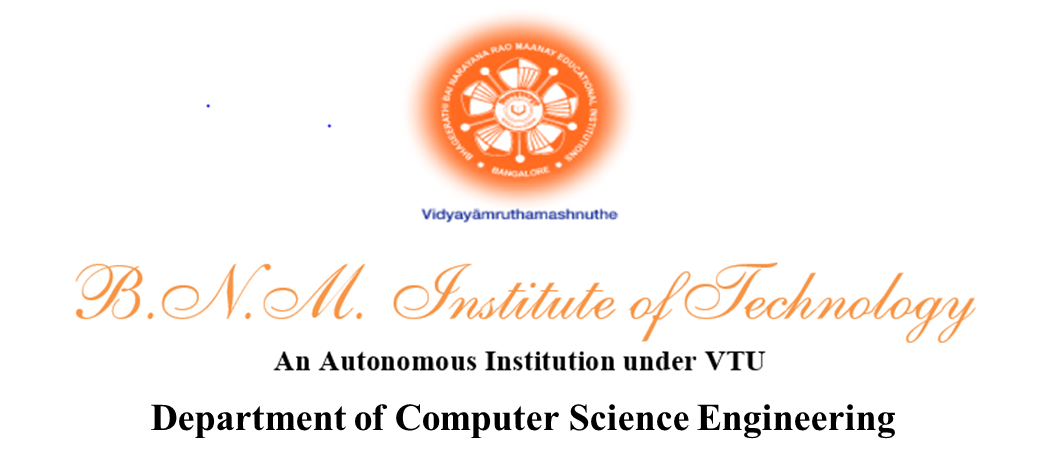 BHAGEERATHI BAI NARAYANA RAO MAANAY EDUCATIONAL INSTITUTIONS
BANGALORE
Vidyayāmruthamashnuthe
B.N.M. Institute of Technology
An Autonomous Institution under VTU
Department of Computer Science Engineering